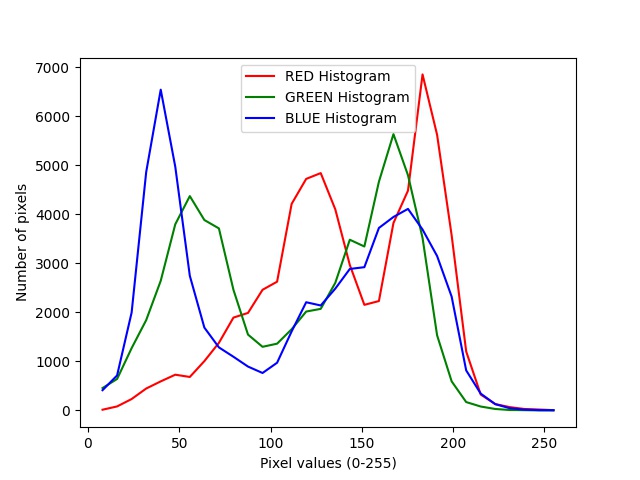 RED Histogram
GREEN Histogram
BLUE Histogram
7000
6000
5000
4000
3000
2000
1000
0
Number of pixels
0 50 100 150 200 250
Pixel values (0-255)